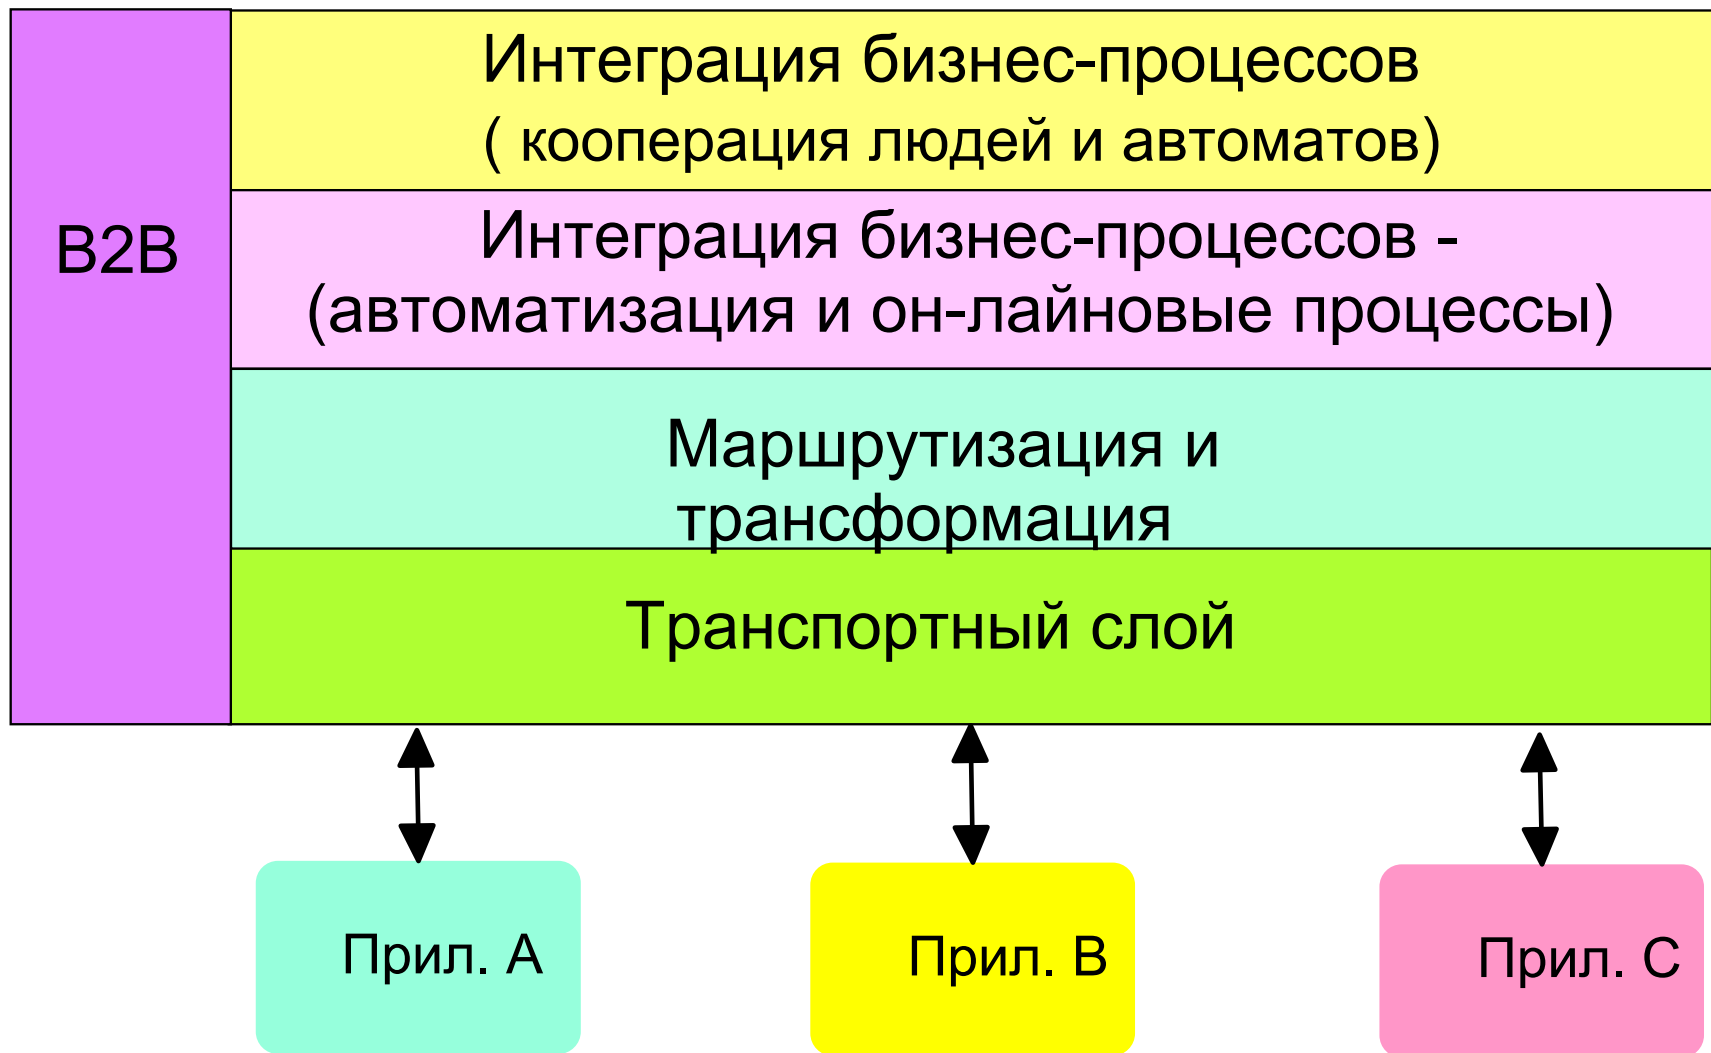 Интеграция бизнес-процессов
( кооперация людей и автоматов)
B2B
Интеграция бизнес-процессов -
(автоматизация и он-лайновые процессы)
Маршрутизация и
трансформация
Транспортный слой
Прил. А
Прил. В
Прил. С